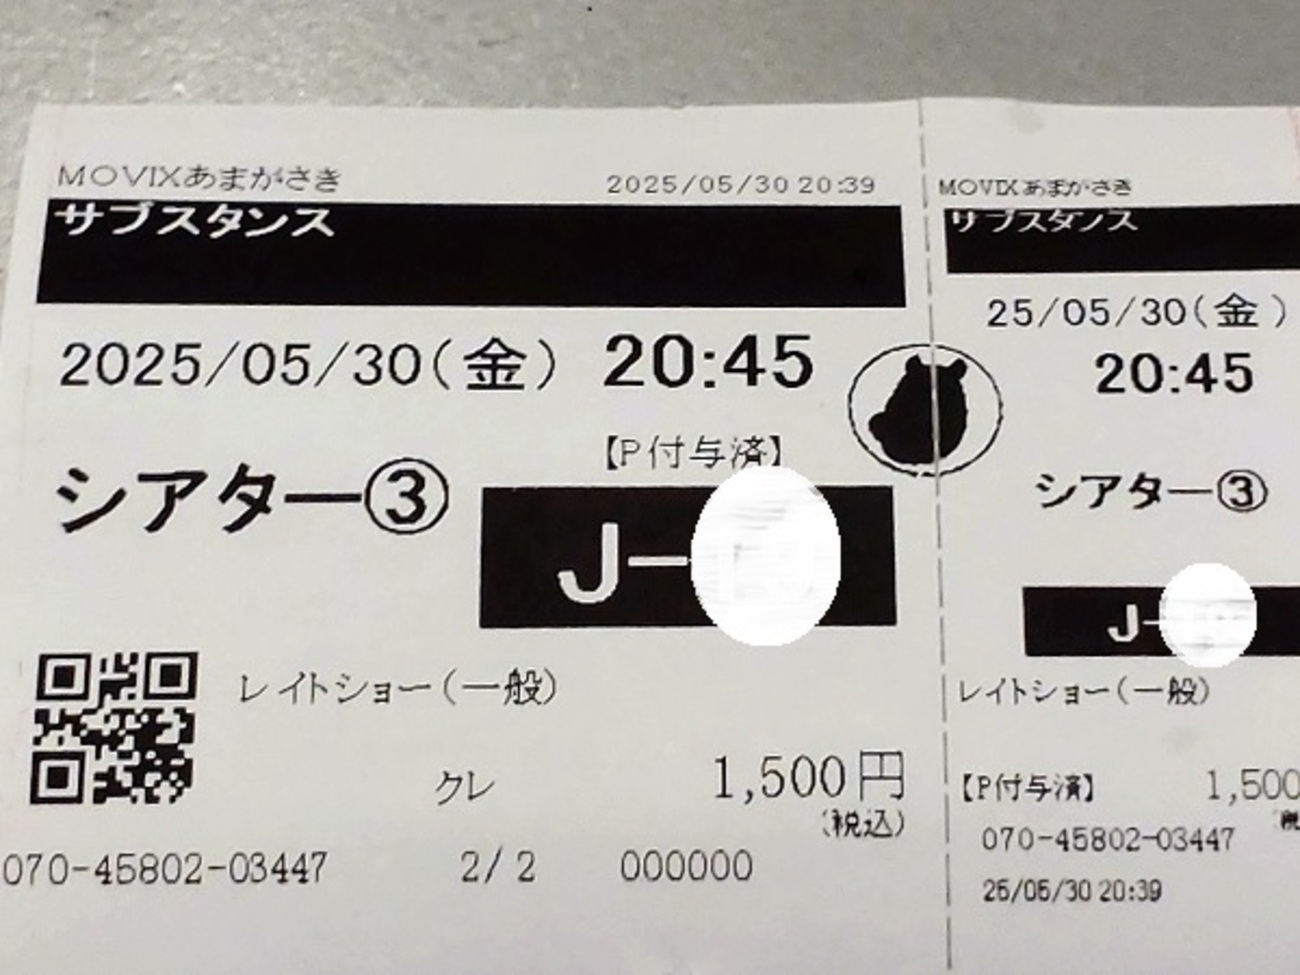 MOVIXあまがさき 2025/05/30 20:39
サブスタンス
2025/05/30(金) 20:45
【P付与済】
シアター③
J-
レイトショー(一般)
クレ 1,500円
(税込)
070-45802-03447 2/2 000000
MOVIXあまがさき
サブスタンス
25/05/30(金)
20:45
シアター③
J-
レイトショー(一般)
【P付与済】 1,500
070-45802-03447
25/05/30 20:39